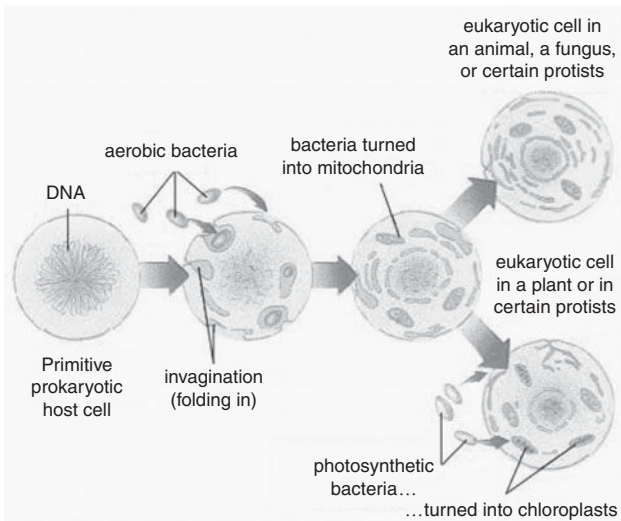 eukaryotic cell in
an animal, a fungus,
or certain protists
aerobic bacteria
bacteria turned
into mitochondria
DNA
eukaryotic cell
in a plant or in
certain protists
Primitive
prokaryotic
host cell
invagination
(folding in)
photosynthetic
bacteria…
…turned into chloroplasts